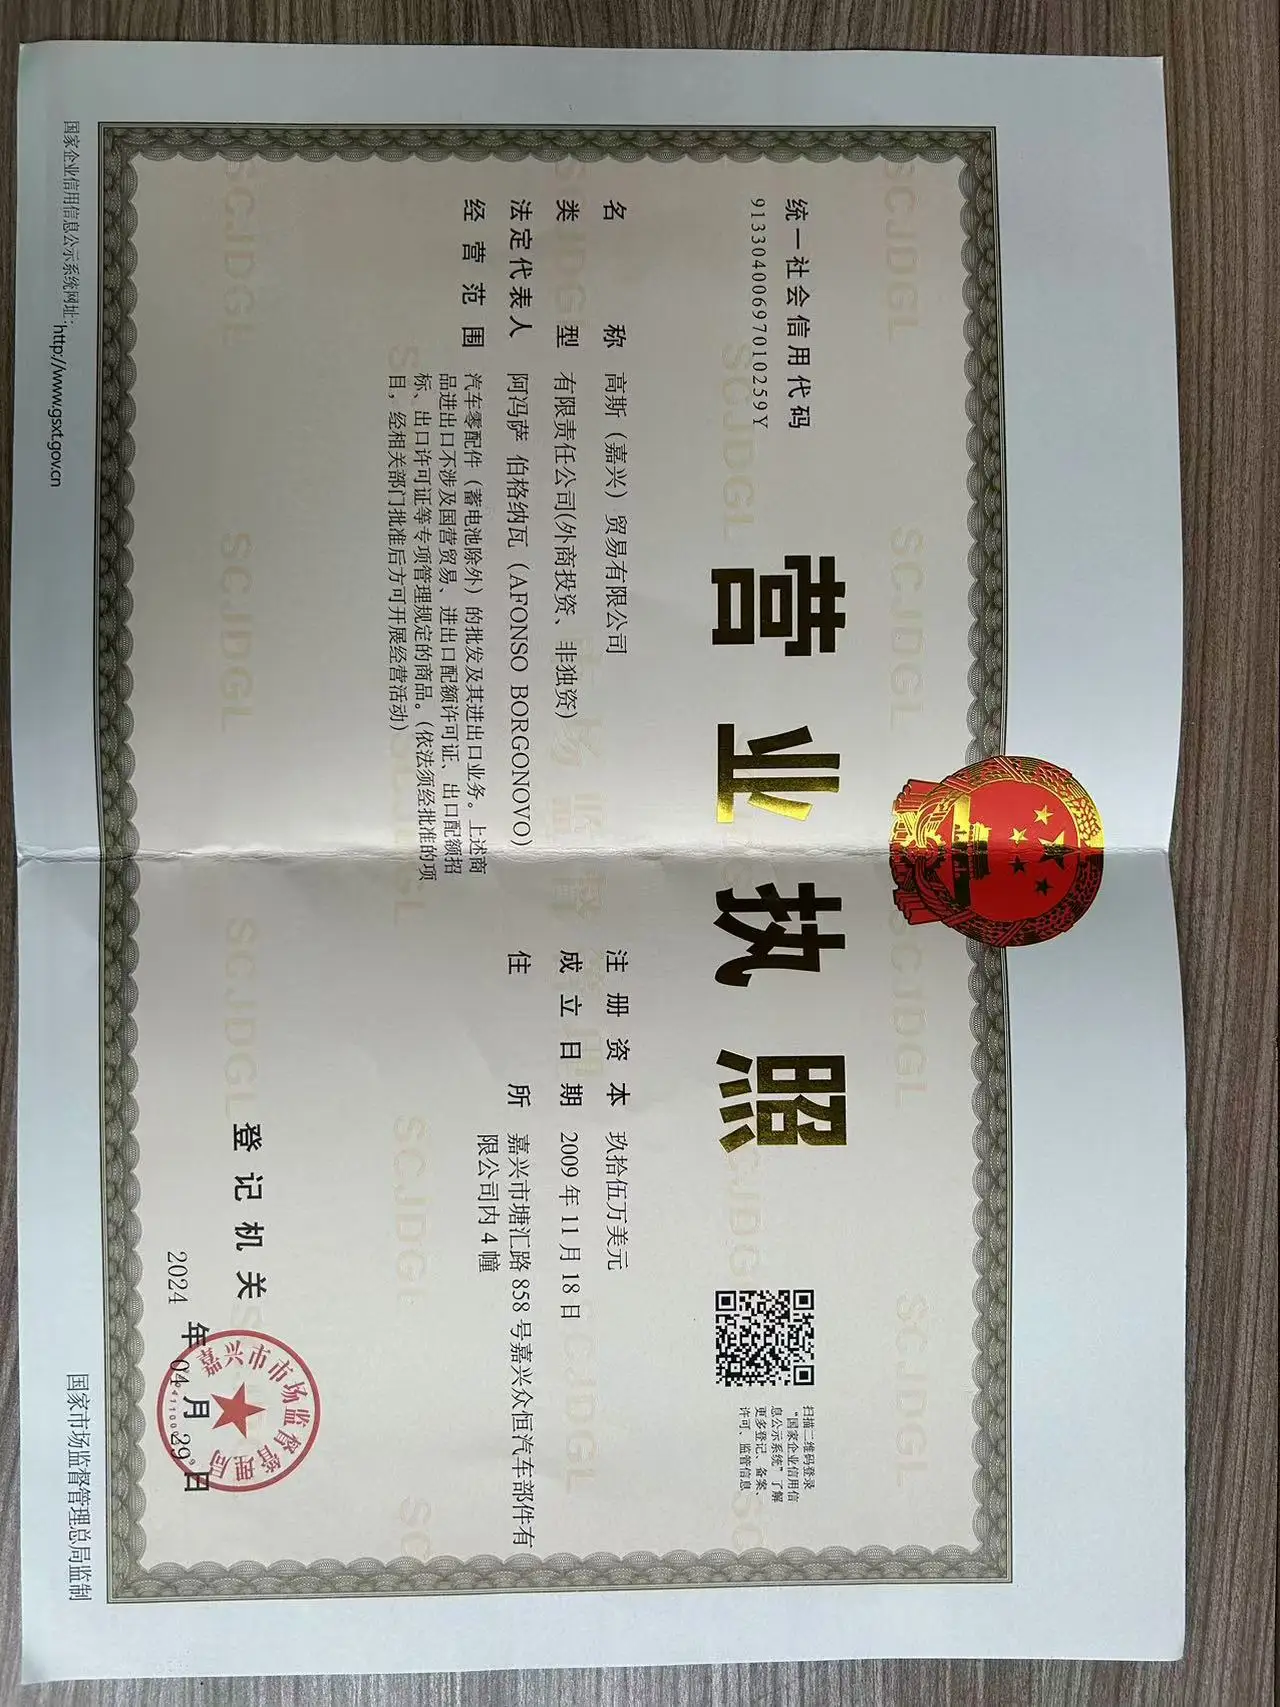 统一社会信用代码
91330400697010259Y
营业执照
扫描二维码登录
“国家企业信用信
息公示系统”了解
更多登记、备案、
许可、监管信息
名称 高斯（嘉兴）贸易有限公司
类型 有限责任公司(外商投资、非独资)
法定代表人 阿冯萨 伯格纳瓦（AFONSO BORGONOVO）
经营范围 汽车零配件（蓄电池除外）的批发及其进出口业务。上述商
品进出口不涉及国营贸易、进出口配额许可证、出口配额招
标、出口许可证等专项管理规定的商品。（依法须经批准的项
目，经相关部门批准后方可开展经营活动）
注册资本 玖拾伍万美元
成立日期 2009年11月18日
住所 嘉兴市塘汇路858号嘉兴众恒汽车部件有
限公司内4幢
登记机关
嘉兴市市场监督管理局
2024年04月29日
国家企业信用信息公示系统网址:http://www.gsxt.gov.cn
国家市场监督管理总局监制
SCJDGL